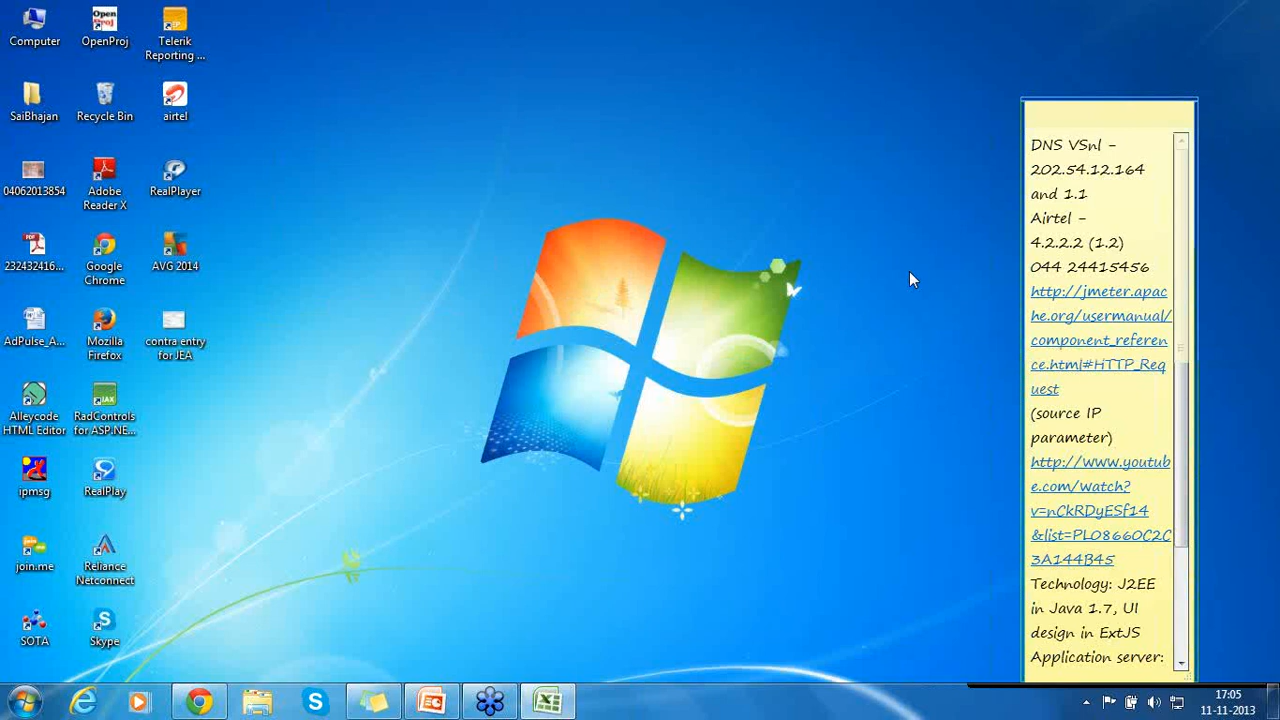 Computer
OpenProj
Telerik
Reporting ...
SaiBhajan
Recycle Bin
airtel
04062013854
Adobe
Reader X
RealPlayer
232432416...
Google
Chrome
AVG 2014
AdPulse_A...
Mozilla
Firefox
contra entry
for JEA
Alleycode
HTML Editor
RadControls
for ASP.NE...
ipmsg
RealPlay
join.me
Reliance
Netconnect
SOTA
Skype
DNS VSnl -
202.54.12.164
and 1.1
Airtel -
4.2.2.2 (1.2)
044 24415456
http://jmeter.apac
he.org/usermanual/
component_referen
ce.html#HTTP_Req
uest
(source IP
parameter)
http://www.youtub
e.com/watch?
v=nCkRDyESf14
&list=PL08660C2C
3A144B45
Technology: J2EE
in Java 1.7, UI
design in ExtJS
Application server:
17:05
11-11-2013